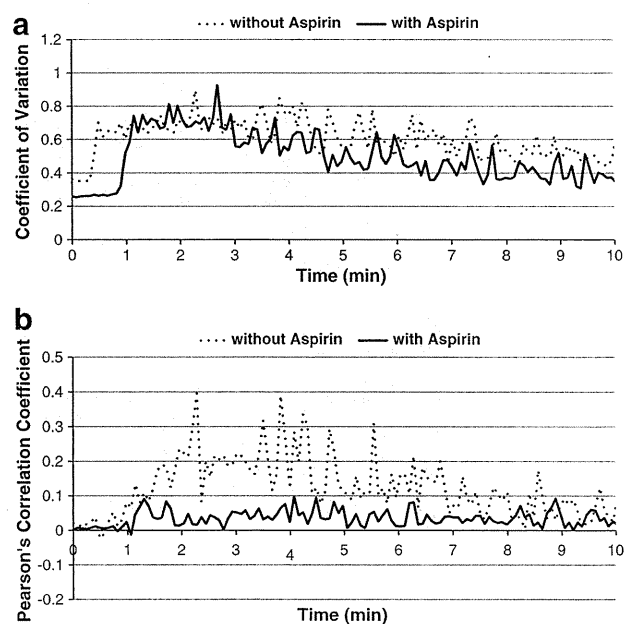 a
without Aspirin with Aspirin
Coefficient of Variation
1.2
1
0.8
0.6
0.4
0.2
0
0 1 2 3 4 5 6 7 8 9 10
Time (min)
b
without Aspirin with Aspirin
Pearson's Correlation Coefficient
0.5
0.4
0.3
0.2
0.1
0
-0.1
-0.2
0 1 2 3 4 5 6 7 8 9 10
Time (min)